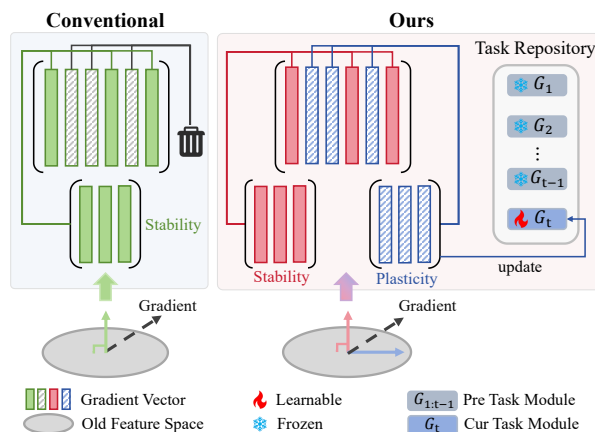 Conventional
Ours
Task Repository
G₁
G₂
⋮
Gₜ₋₁
Gₜ
Stability
Stability
Plasticity
update
Gradient
Gradient
Gradient Vector
Learnable
G₁:ₜ₋₁ Pre Task Module
Old Feature Space
Frozen
Gₜ Cur Task Module